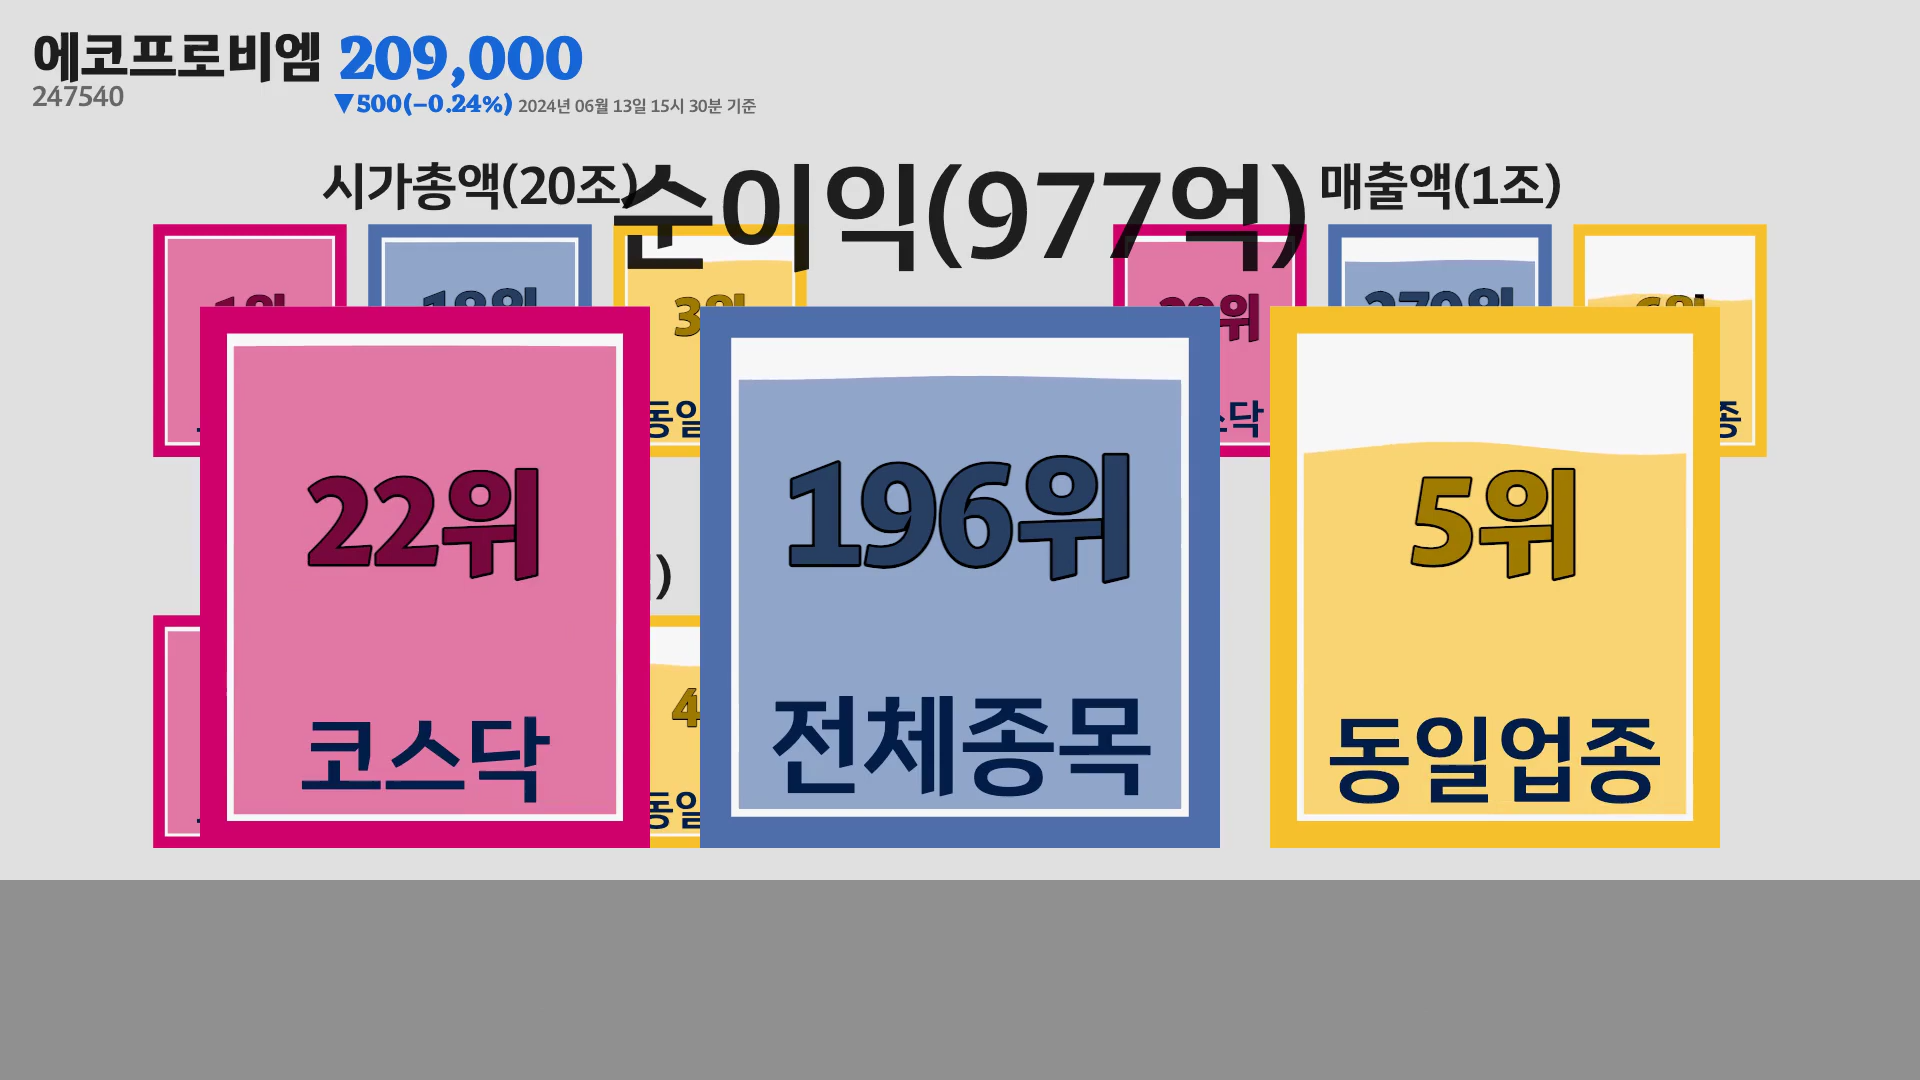 에코프로비엠 209,000
247540
▼500(-0.24%) 2024년 06월 13일 15시 30분 기준
시가총액(20조)
순이익(977억)
매출액(1조)
22위
196위
5위
코스닥
전체종목
동일업종